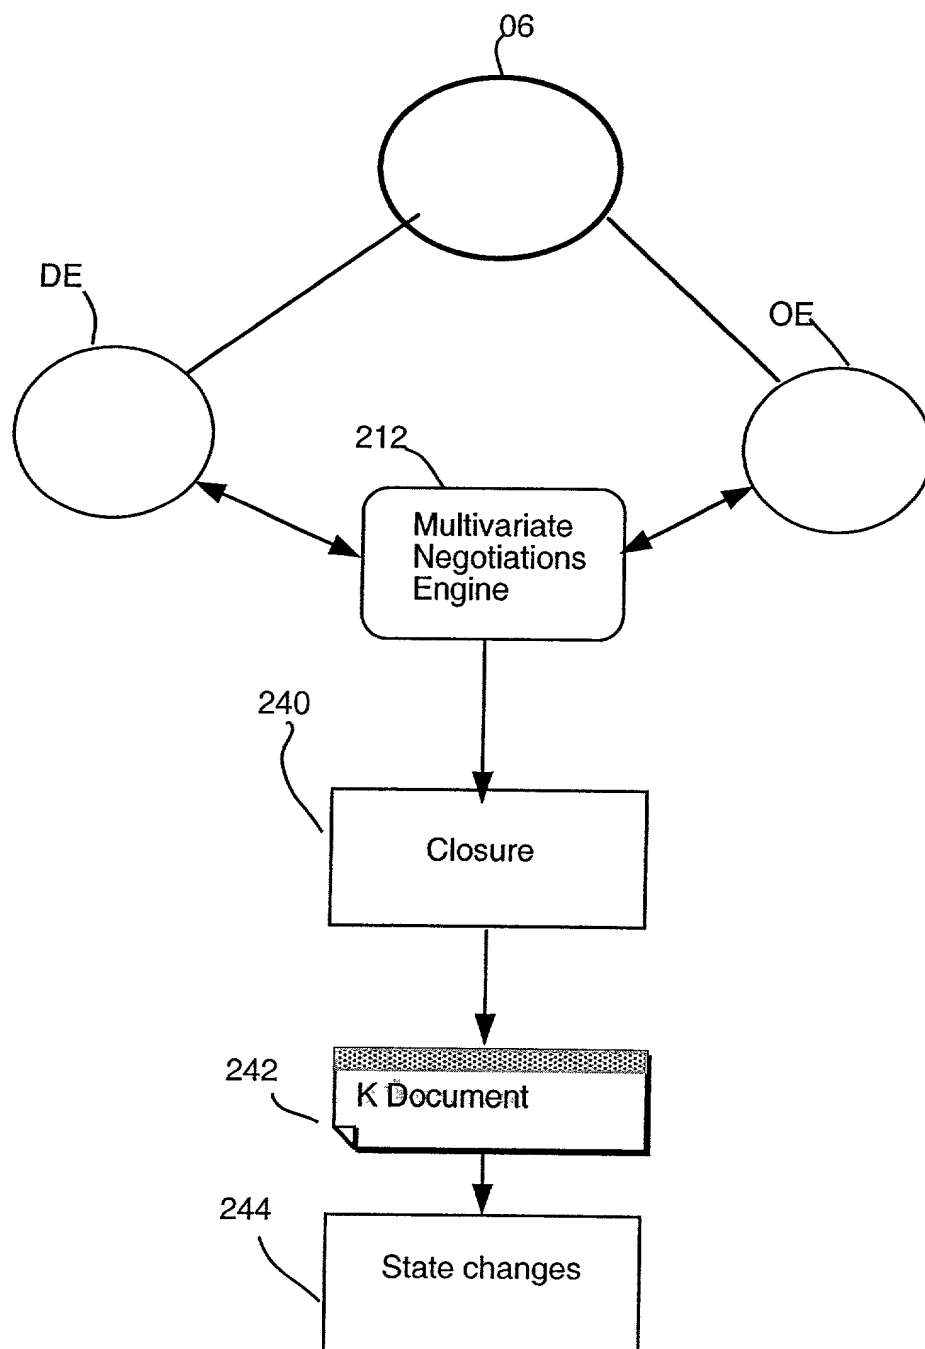 06
DE
OE
212
Multivariate
Negotiations
Engine
240
Closure
242
K Document
244
State changes